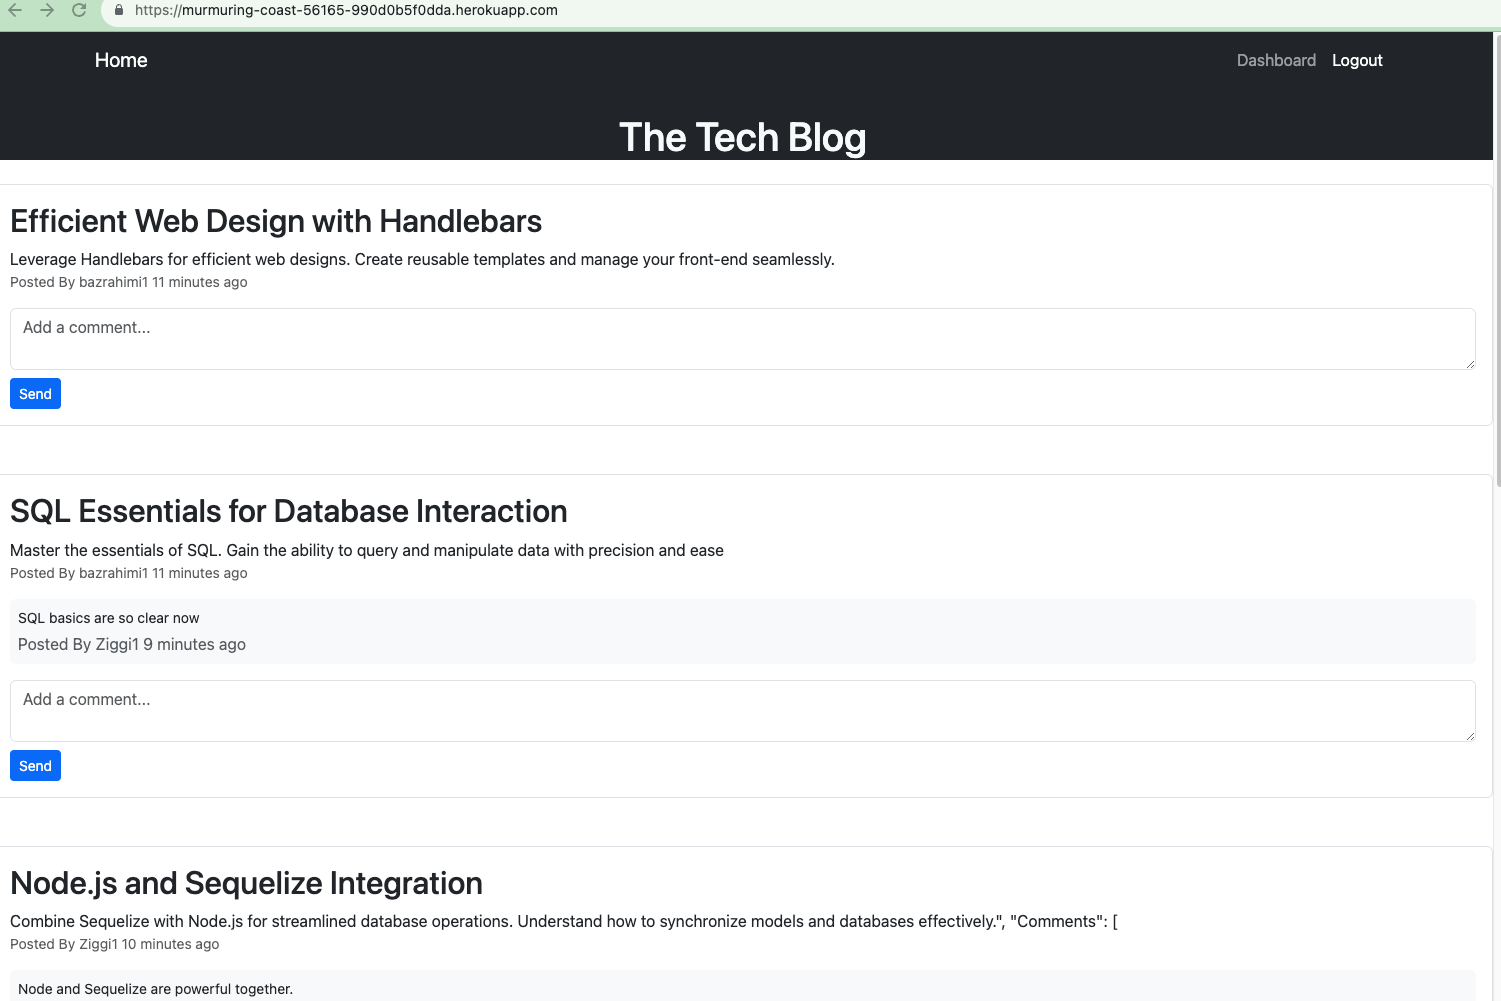 https://murmuring-coast-56165-990d0b5f0dda.herokuapp.com
Home
Dashboard Logout
The Tech Blog
Efficient Web Design with Handlebars
Leverage Handlebars for efficient web designs. Create reusable templates and manage your front-end seamlessly.
Posted By bazrahimi1 11 minutes ago
Add a comment...
Send
SQL Essentials for Database Interaction
Master the essentials of SQL. Gain the ability to query and manipulate data with precision and ease
Posted By bazrahimi1 11 minutes ago
SQL basics are so clear now
Posted By Ziggi1 9 minutes ago
Add a comment...
Send
Node.js and Sequelize Integration
Combine Sequelize with Node.js for streamlined database operations. Understand how to synchronize models and databases effectively.", "Comments": [
Posted By Ziggi1 10 minutes ago
Node and Sequelize are powerful together.